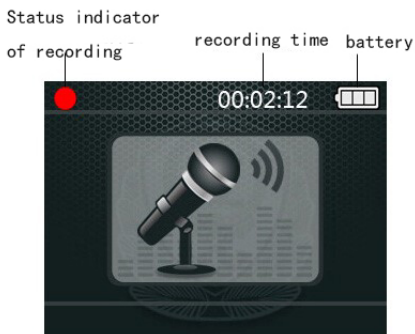 Status indicator
of recording
recording time
battery
00:02:12